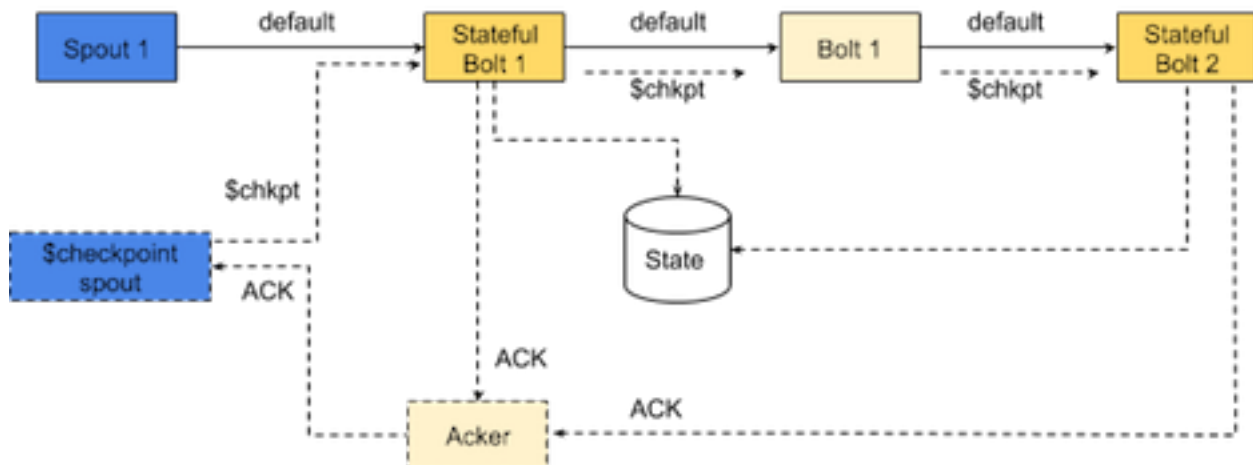 default
default
default
Spout 1
Stateful
Bolt 1
Bolt 1
Stateful
Bolt 2
$chkpt
$chkpt
$chkpt
$checkpoint
spout
State
ACK
ACK
ACK
Acker